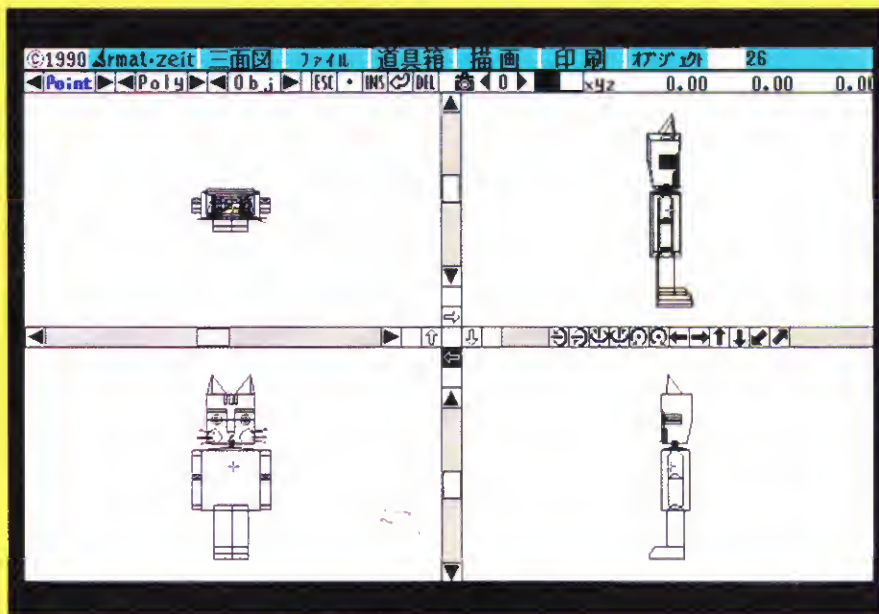 ©1990 Armat・zeit 三面図 ファイル 道具箱 描画 印刷 オブジェクト 26
Point Poly Obj ESC ・ INS DEL 0 xyz 0.00 0.00 0.00